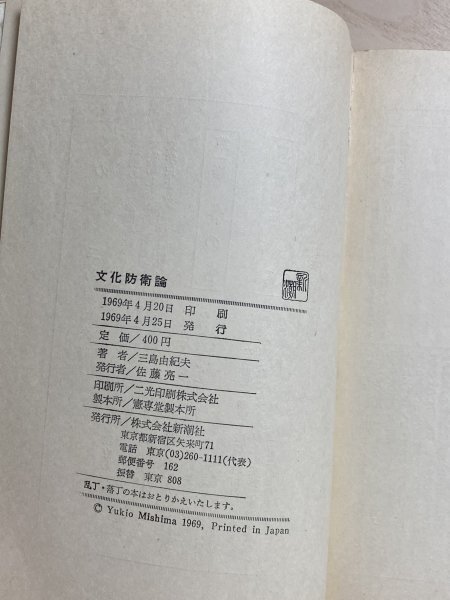 文化防衛論
1969年4月20日 印刷
1969年4月25日 発行
定価/400円
著者/三島由紀夫
発行者/佐藤亮一
印刷所/二光印刷株式会社
製本所/憲専堂製本所
発行所/株式会社新潮社
東京都新宿区矢来町71
電話 東京(03)260-1111(代表)
郵便番号 162
振替 東京 808
乱丁・落丁の本はおとりかえいたします。
© Yukio Mishima 1969, Printed in Japan